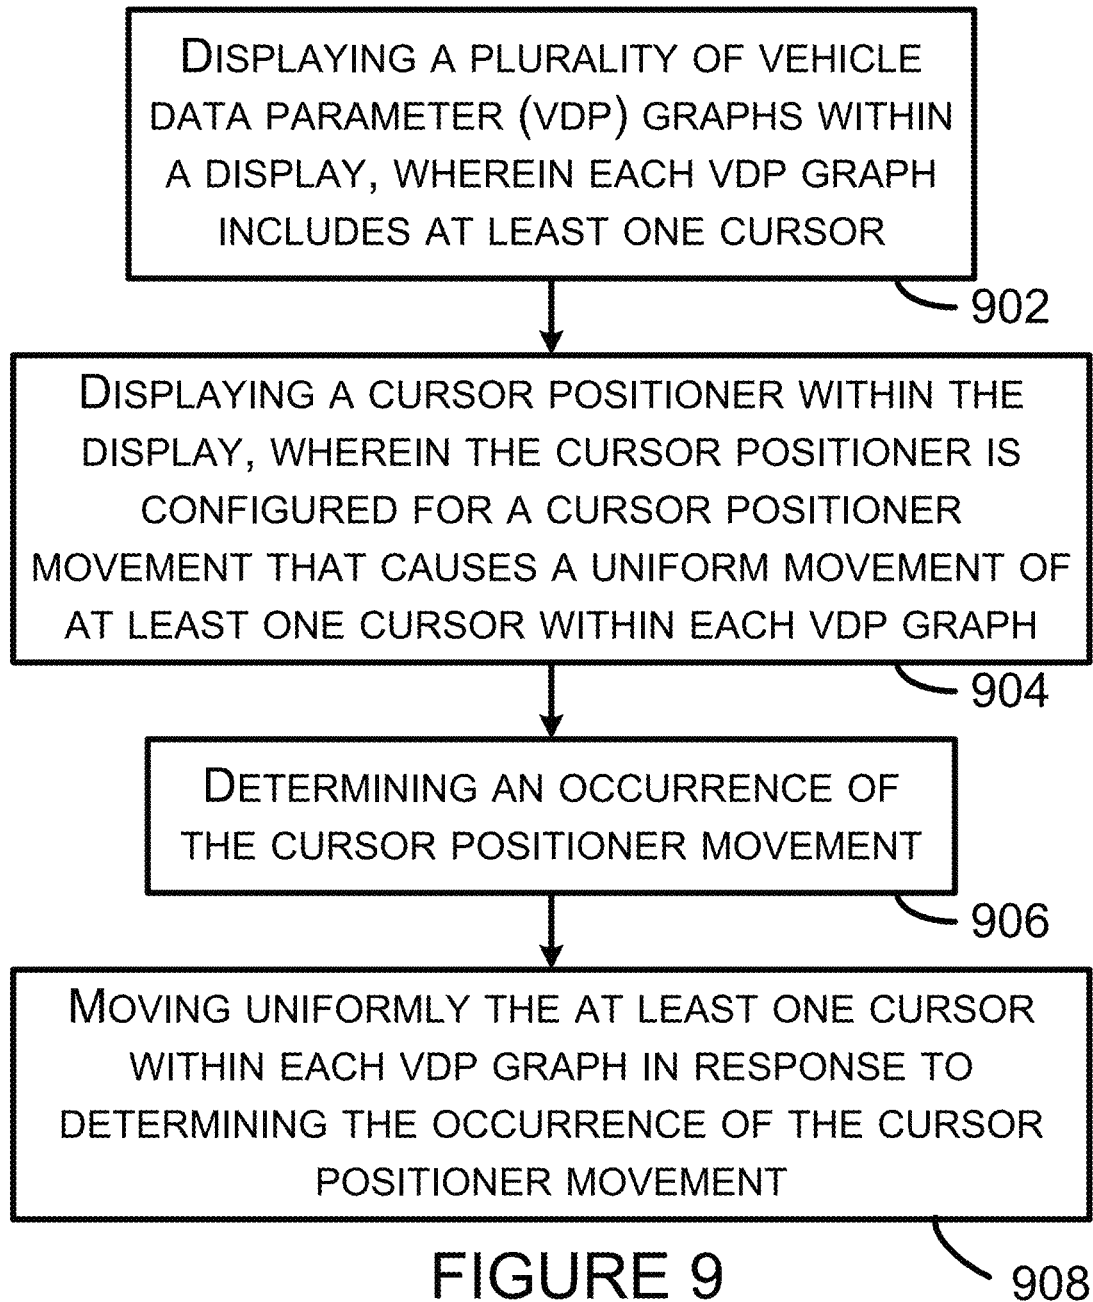 DISPLAYING A PLURALITY OF VEHICLE
DATA PARAMETER (VDP) GRAPHS WITHIN
A DISPLAY, WHEREIN EACH VDP GRAPH
INCLUDES AT LEAST ONE CURSOR
902
DISPLAYING A CURSOR POSITIONER WITHIN THE
DISPLAY, WHEREIN THE CURSOR POSITIONER IS
CONFIGURED FOR A CURSOR POSITIONER
MOVEMENT THAT CAUSES A UNIFORM MOVEMENT OF
AT LEAST ONE CURSOR WITHIN EACH VDP GRAPH
904
DETERMINING AN OCCURRENCE OF
THE CURSOR POSITIONER MOVEMENT
906
MOVING UNIFORMLY THE AT LEAST ONE CURSOR
WITHIN EACH VDP GRAPH IN RESPONSE TO
DETERMINING THE OCCURRENCE OF THE CURSOR
POSITIONER MOVEMENT
908
FIGURE 9